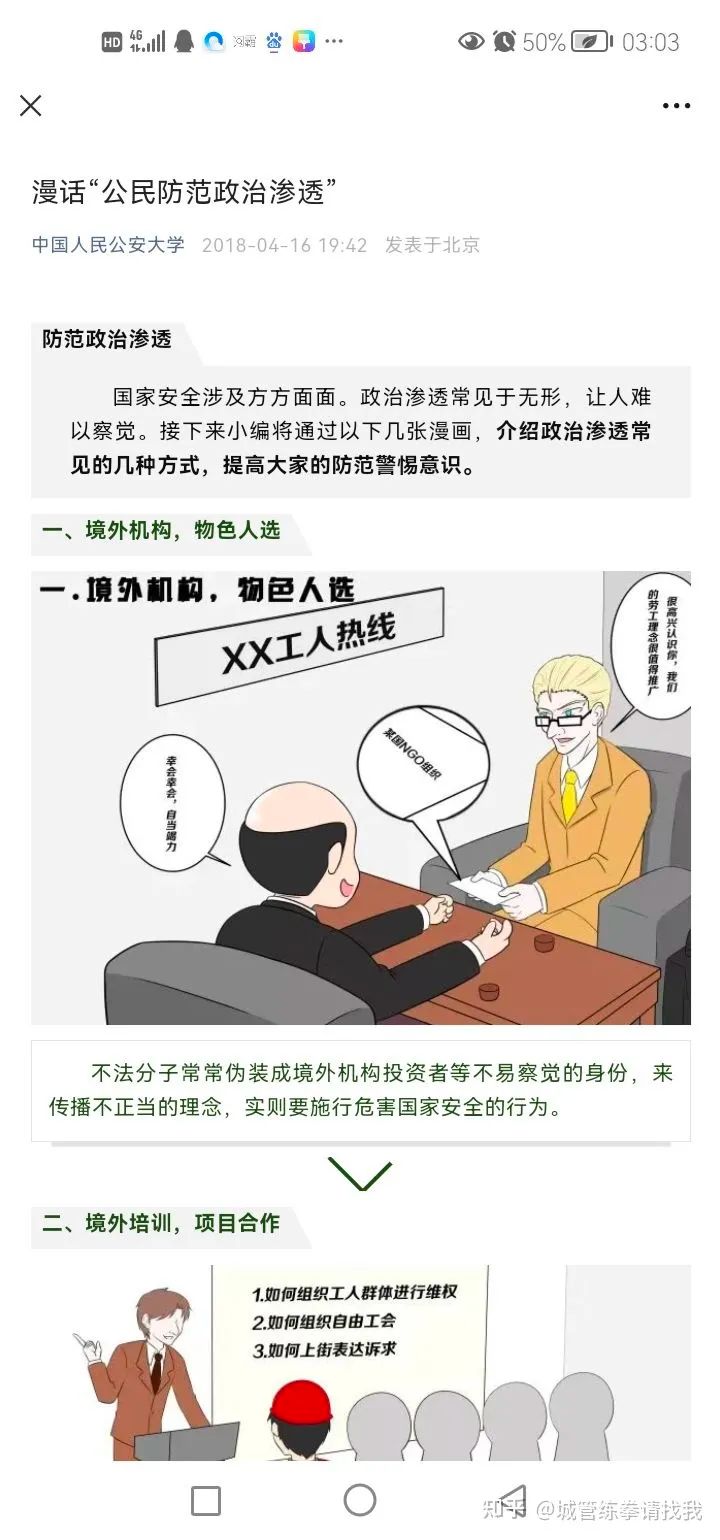 HD 4G 50% 03:03
漫话“公民防范政治渗透”
中国人民公安大学 2018-04-16 19:42 发表于北京
防范政治渗透
国家安全涉及方方面面。政治渗透常见于无形，让人难
以察觉。接下来小编将通过以下几张漫画，介绍政治渗透常
见的几种方式，提高大家的防范警惕意识。
一、境外机构，物色人选
一.境外机构，物色人选
XX工人热线
很高兴认识你，我们
的劳工理念很值得推广
某国NGO组织
幸会幸会，自当竭力
不法分子常常伪装成境外机构投资者等不易察觉的身份，来
传播不正当的理念，实则要施行危害国家安全的行为。
二、境外培训，项目合作
1.如何组织工人群体进行维权
2.如何组织自由工会
3.如何上街表达诉求
知乎 @城管练拳请找我